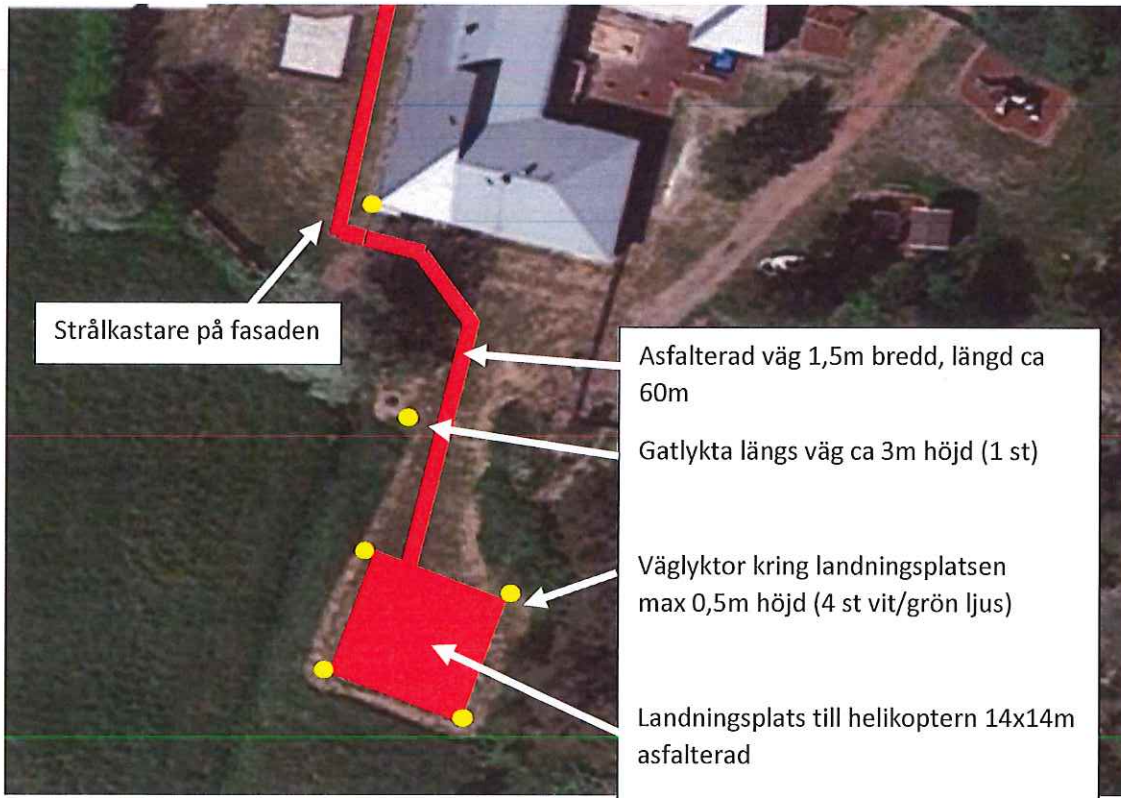 Strålkastare på fasaden
Asfalterad väg 1,5m bredd, längd ca
60m
Gatlykta längs väg ca 3m höjd (1 st)
Väglyktor kring landningsplatsen
max 0,5m höjd (4 st vit/grön ljus)
Landningsplats till helikoptern 14x14m
asfalterad